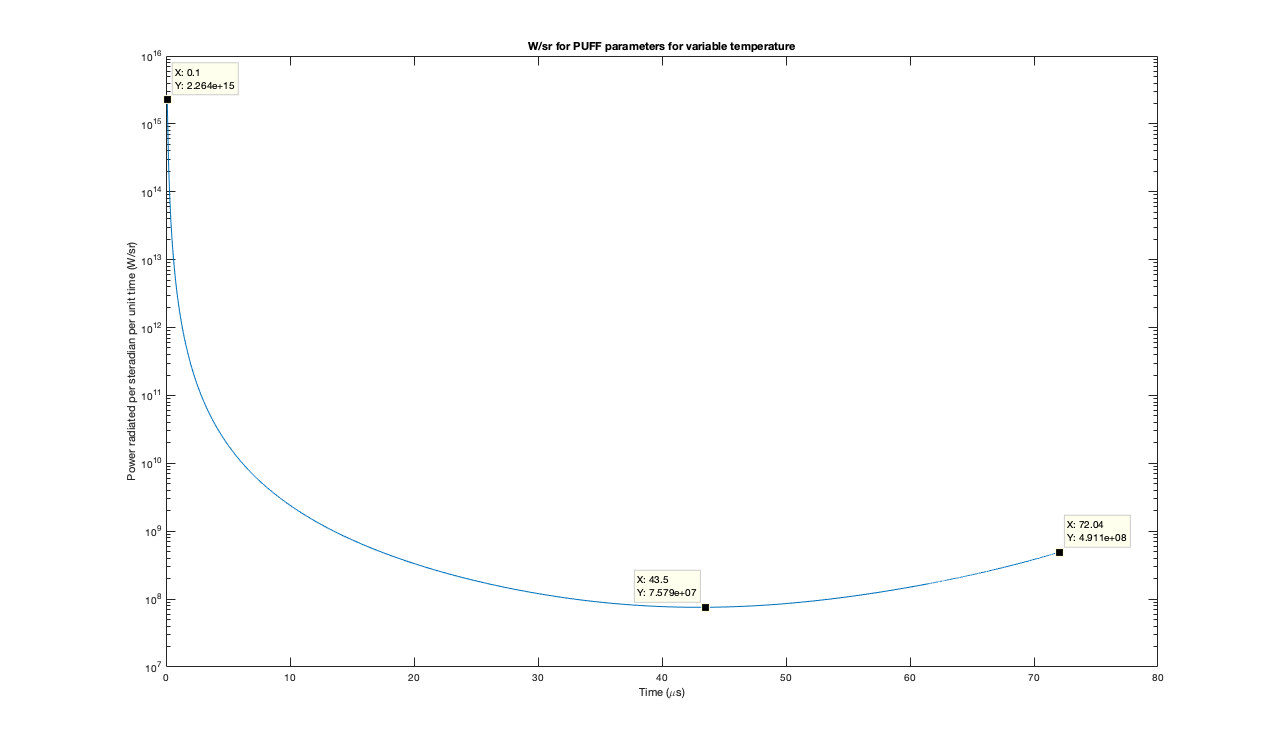 W/sr for PUFF parameters for variable temperature
10^16
X: 0.1
Y: 2.264e+15
10^15
10^14
10^13
10^12
10^11
10^10
10^9
10^8
10^7
Power radiated per steradian per unit time (W/sr)
X: 72.04
Y: 4.911e+08
X: 43.5
Y: 7.579e+07
0 10 20 30 40 50 60 70 80
Time (μs)